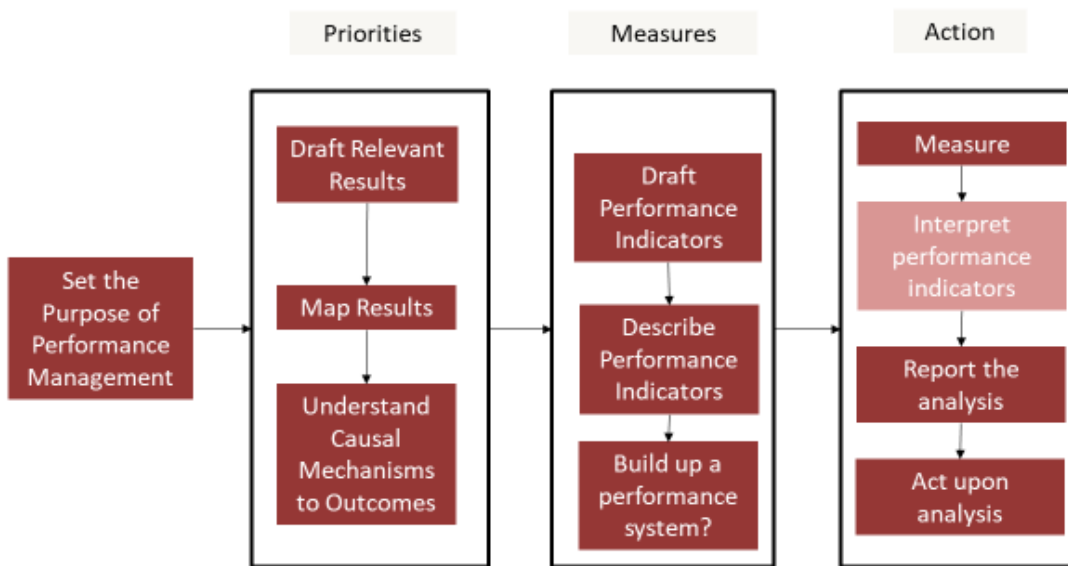 Priorities
Measures
Action
Set the
Purpose of
Performance
Management
Draft Relevant
Results
Map Results
Understand
Causal
Mechanisms
to Outcomes
Draft
Performance
Indicators
Describe
Performance
Indicators
Build up a
performance
system?
Measure
Interpret
performance
indicators
Report the
analysis
Act upon
analysis